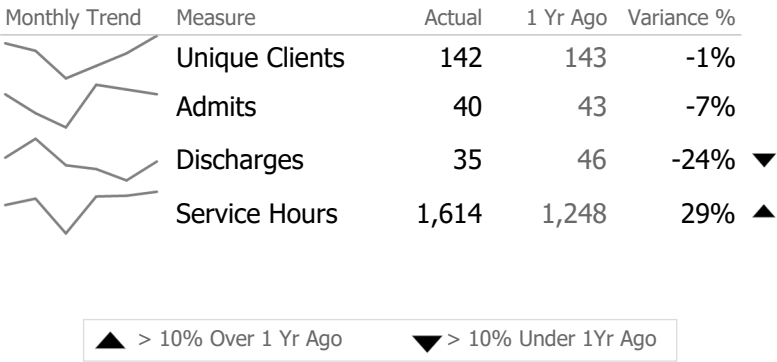 Monthly Trend Measure Actual 1 Yr Ago Variance %
Unique Clients 142 143 -1%
Admits 40 43 -7%
Discharges 35 46 -24% ▼
Service Hours 1,614 1,248 29% ▲
▲ > 10% Over 1 Yr Ago ▼ > 10% Under 1Yr Ago